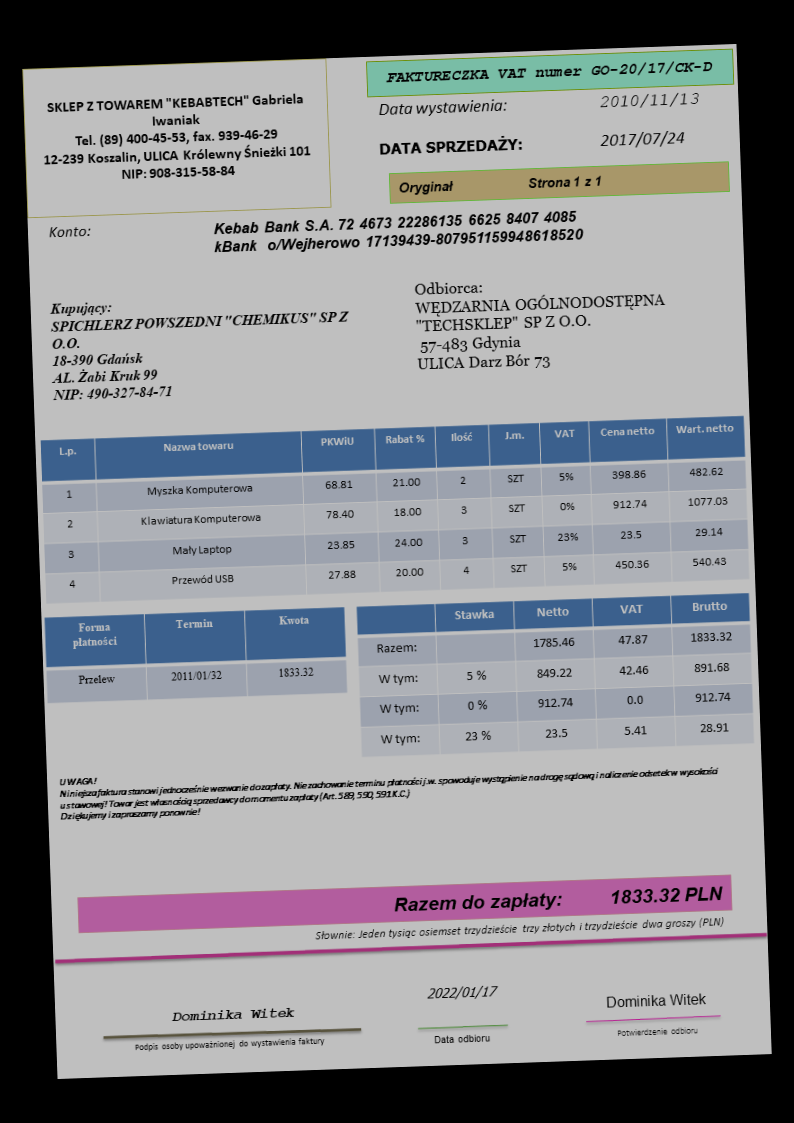 SKLEP Z TOWAREM "KEBABTECH" Gabriela
Iwaniak
Tel. (89) 400-45-53, fax. 939-46-29
12-239 Koszalin, ULICA Królewny Śnieżki 101
NIP: 908-315-58-84
FAKTURECZKA VAT numer GO-20/17/CK-D
Data wystawienia: 2010/11/13
DATA SPRZEDAŻY: 2017/07/24
Oryginał Strona 1 z 1
Konto: Kebab Bank S.A. 72 4673 22286135 6625 8407 4085
kBank o/Wejherowo 17139439-807951159948618520
Kupujący:
SPICHLERZ POWSZEDNI "CHEMIKUS" SP Z
O.O.
18-390 Gdańsk
AL. Żabi Kruk 99
NIP: 490-327-84-71
Odbiorca:
WĘDZARNIA OGÓLNODOSTĘPNA
"TECHSKLEP" SP Z O.O.
57-483 Gdynia
ULICA Darz Bór 73
L.p. Nazwa towaru PKWiU Rabat % Ilość J.m. VAT Cena netto Wart. netto
1 Myszka Komputerowa 68.81 21.00 2 SZT 5% 398.86 482.62
2 Klawiatura Komputerowa 78.40 18.00 3 SZT 0% 912.74 1077.03
3 Mały Laptop 23.85 24.00 3 SZT 23% 23.5 29.14
4 Przewód USB 27.88 20.00 4 SZT 5% 450.36 540.43
Forma płatności Termin Kwota
Przelew 2011/01/32 1833.32
Stawka Netto VAT Brutto
Razem: 1785.46 47.87 1833.32
W tym: 5 % 849.22 42.46 891.68
W tym: 0 % 912.74 0.0 912.74
W tym: 23 % 23.5 5.41 28.91
UWAGA!
Niniejsza faktura stanowi jednocześnie wezwanie do zapłaty. Nie zachowanie terminu płatności j.w. spowoduje wystąpienie na drogę sądową i naliczenie odsetek w wysokości
ustawowej! Towar jest własnością sprzedawcy do momentu zapłaty (Art. 589, 590, 591 K.C.)
Dziękujemy i zapraszamy ponownie!
Razem do zapłaty: 1833.32 PLN
Słownie: Jeden tysiąc osiemset trzydzieście trzy złotych i trzydzieście dwa groszy (PLN)
Dominika Witek
Podpis osoby upoważnionej do wystawienia faktury
2022/01/17
Data odbioru
Dominika Witek
Potwierdzenie odbioru